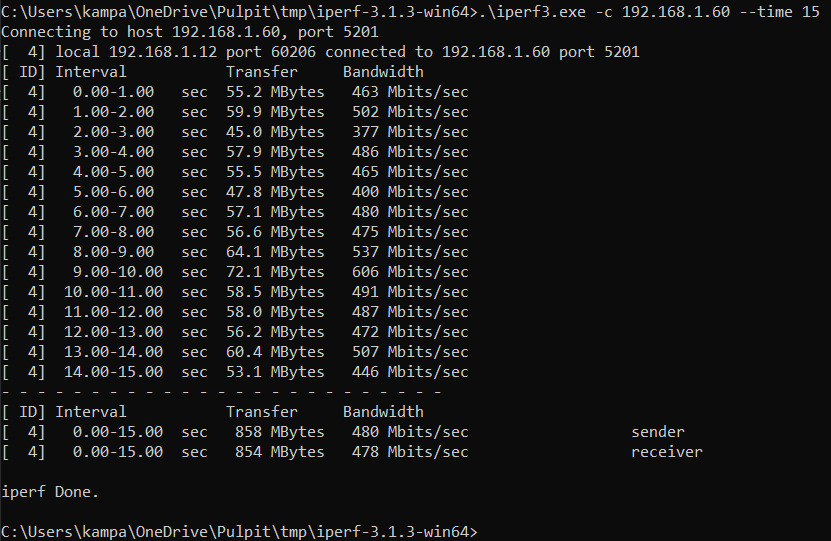 C:\Users\kampa\OneDrive\Pulpit\tmp\iperf-3.1.3-win64>.\iperf3.exe -c 192.168.1.60 --time 15
Connecting to host 192.168.1.60, port 5201
[  4] local 192.168.1.12 port 60206 connected to 192.168.1.60 port 5201
[ ID] Interval           Transfer     Bandwidth
[  4]   0.00-1.00   sec  55.2 MBytes   463 Mbits/sec
[  4]   1.00-2.00   sec  59.9 MBytes   502 Mbits/sec
[  4]   2.00-3.00   sec  45.0 MBytes   377 Mbits/sec
[  4]   3.00-4.00   sec  57.9 MBytes   486 Mbits/sec
[  4]   4.00-5.00   sec  55.5 MBytes   465 Mbits/sec
[  4]   5.00-6.00   sec  47.8 MBytes   400 Mbits/sec
[  4]   6.00-7.00   sec  57.1 MBytes   480 Mbits/sec
[  4]   7.00-8.00   sec  56.6 MBytes   475 Mbits/sec
[  4]   8.00-9.00   sec  64.1 MBytes   537 Mbits/sec
[  4]   9.00-10.00  sec  72.1 MBytes   606 Mbits/sec
[  4]  10.00-11.00  sec  58.5 MBytes   491 Mbits/sec
[  4]  11.00-12.00  sec  58.0 MBytes   487 Mbits/sec
[  4]  12.00-13.00  sec  56.2 MBytes   472 Mbits/sec
[  4]  13.00-14.00  sec  60.4 MBytes   507 Mbits/sec
[  4]  14.00-15.00  sec  53.1 MBytes   446 Mbits/sec
- - - - - - - - - - - - - - - - - - - - - - - - -
[ ID] Interval           Transfer     Bandwidth
[  4]   0.00-15.00  sec   858 MBytes   480 Mbits/sec                  sender
[  4]   0.00-15.00  sec   854 MBytes   478 Mbits/sec                  receiver
iperf Done.
C:\Users\kampa\OneDrive\Pulpit\tmp\iperf-3.1.3-win64>